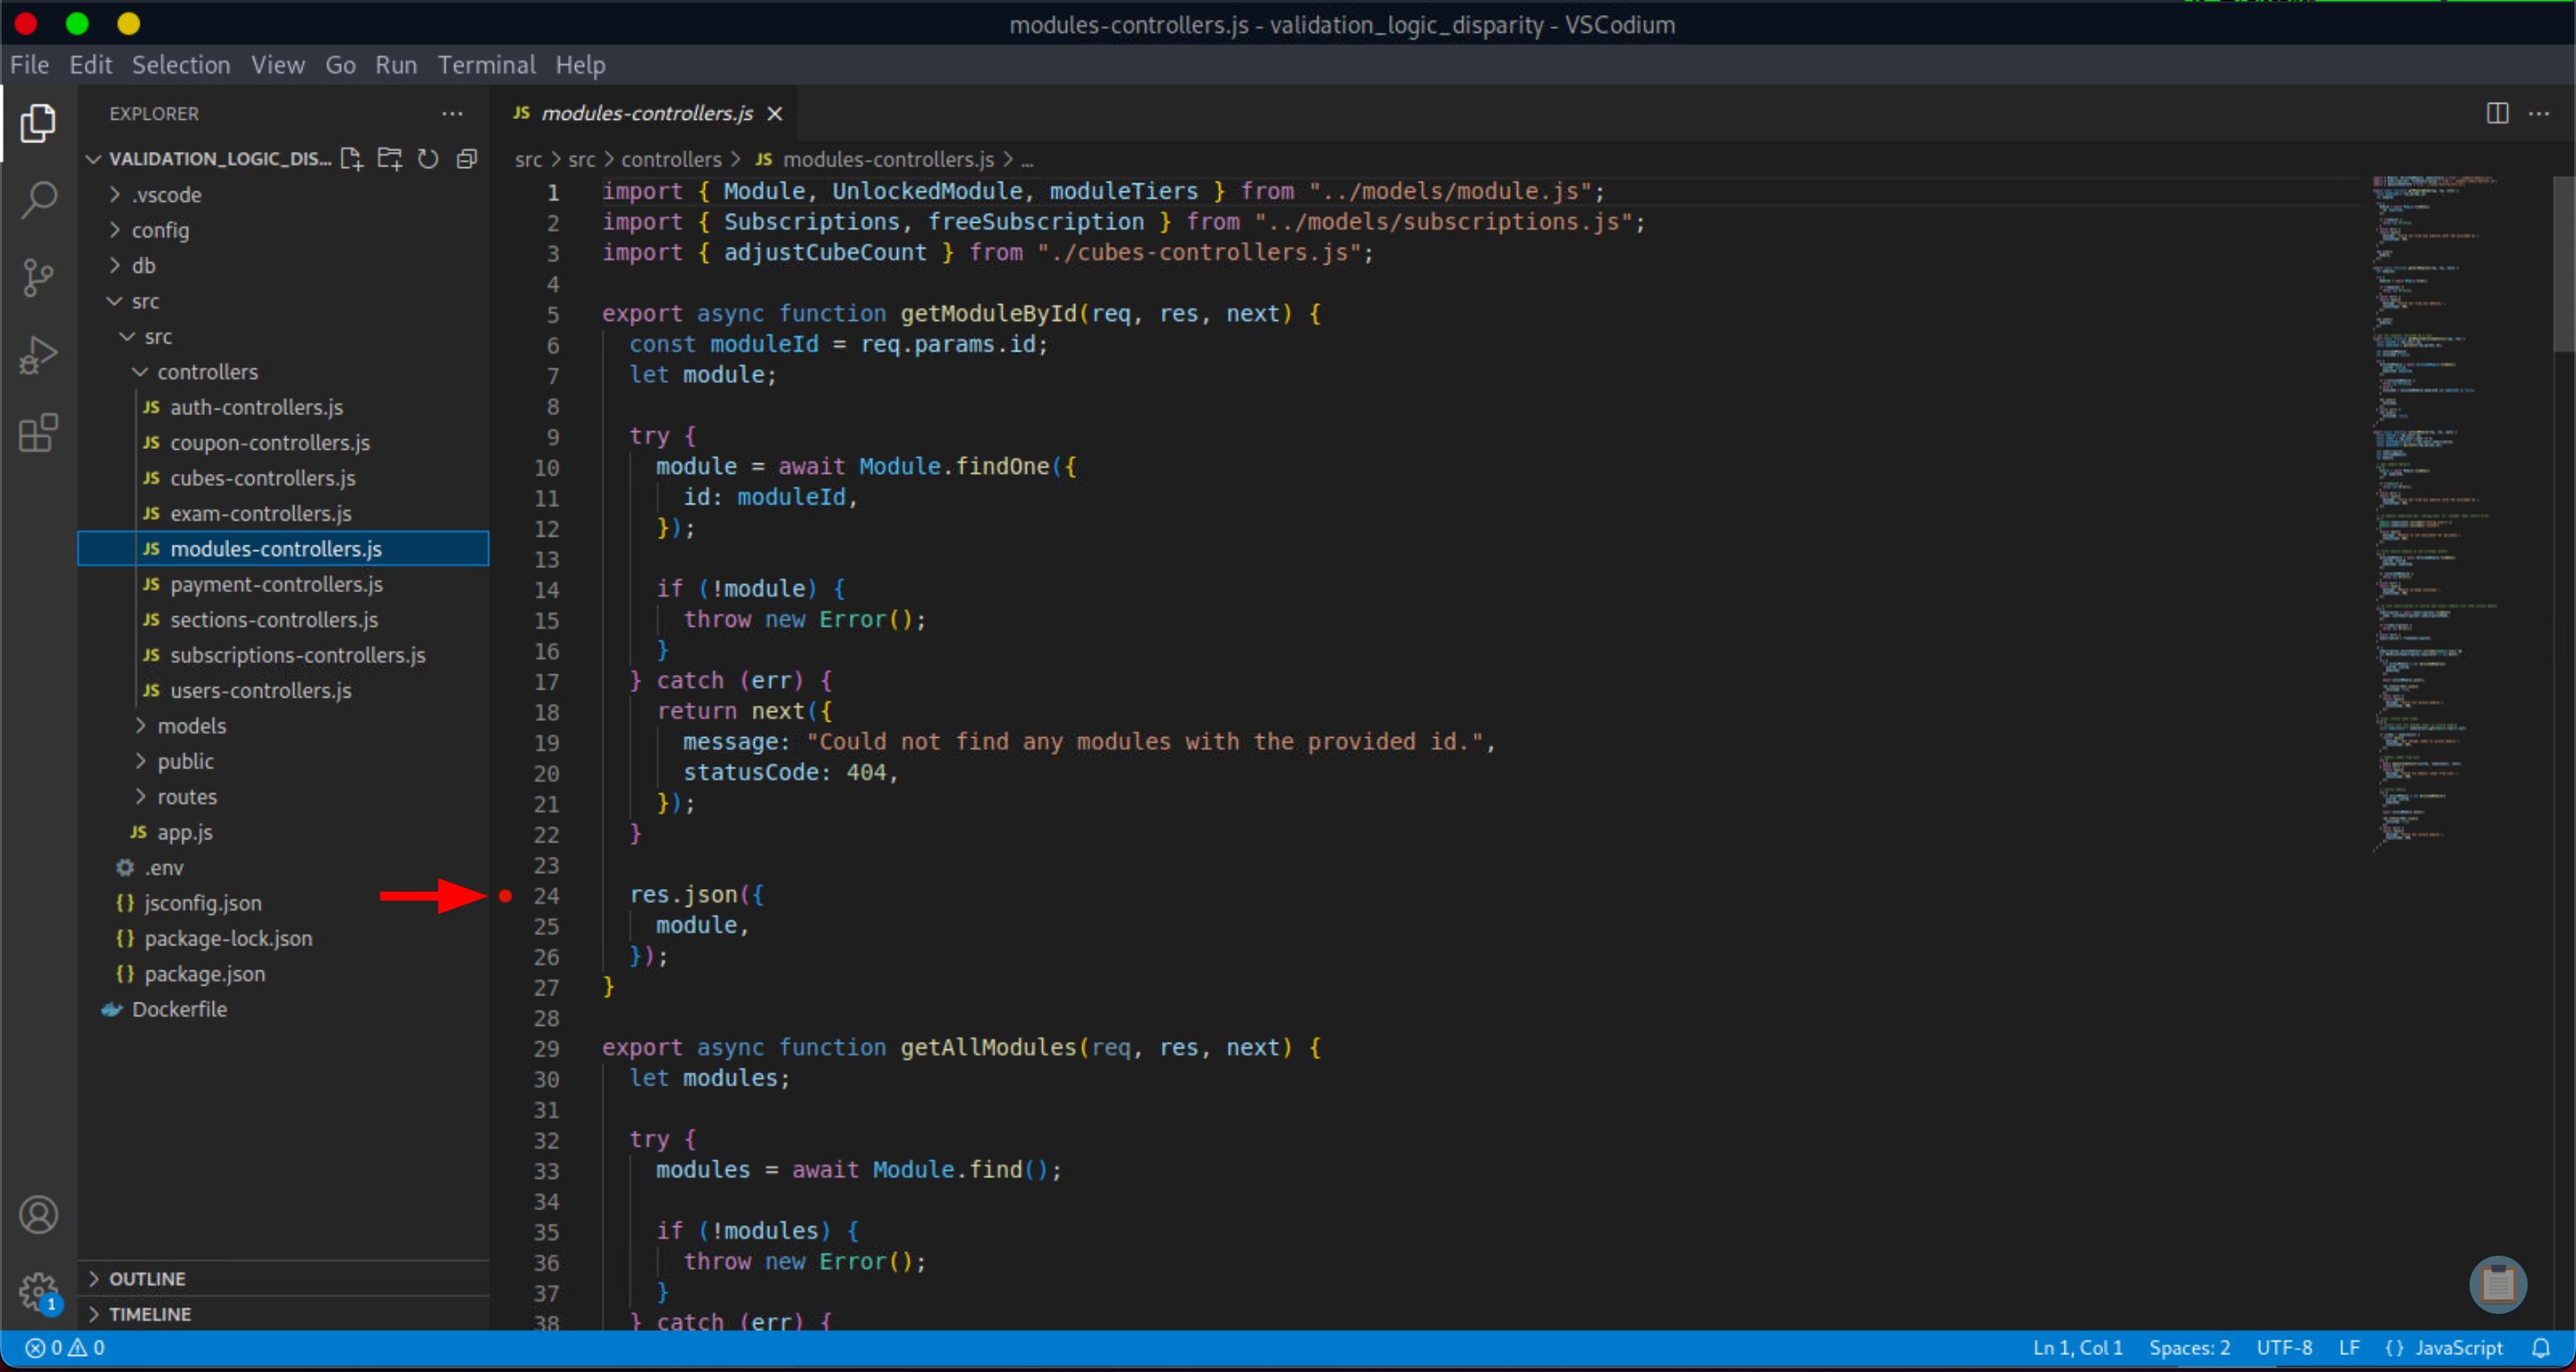 modules-controllers.js - validation_logic_disparity - VSCodium
File Edit Selection View Go Run Terminal Help
EXPLORER
VALIDATION_LOGIC_DIS...
.vscode
config
db
src
src
controllers
JS auth-controllers.js
JS coupon-controllers.js
JS cubes-controllers.js
JS exam-controllers.js
JS modules-controllers.js
JS payment-controllers.js
JS sections-controllers.js
JS subscriptions-controllers.js
JS users-controllers.js
models
public
routes
JS app.js
.env
{} jsconfig.json
{} package-lock.json
{} package.json
Dockerfile
OUTLINE
TIMELINE
1
JS modules-controllers.js
src > src > controllers > JS modules-controllers.js > ...
1 import { Module, UnlockedModule, moduleTiers } from "../models/module.js";
2 import { Subscriptions, freeSubscription } from "../models/subscriptions.js";
3 import { adjustCubeCount } from "./cubes-controllers.js";
4
5 export async function getModuleById(req, res, next) {
6 const moduleId = req.params.id;
7 let module;
8
9 try {
10 module = await Module.findOne({
11 id: moduleId,
12 });
13
14 if (!module) {
15 throw new Error();
16 }
17 } catch (err) {
18 return next({
19 message: "Could not find any modules with the provided id.",
20 statusCode: 404,
21 });
22 }
23
24 res.json({
25 module,
26 });
27 }
28
29 export async function getAllModules(req, res, next) {
30 let modules;
31
32 try {
33 modules = await Module.find();
34
35 if (!modules) {
36 throw new Error();
37 }
38 } catch (err) {
0 0
Ln 1, Col 1 Spaces: 2 UTF-8 LF {} JavaScript